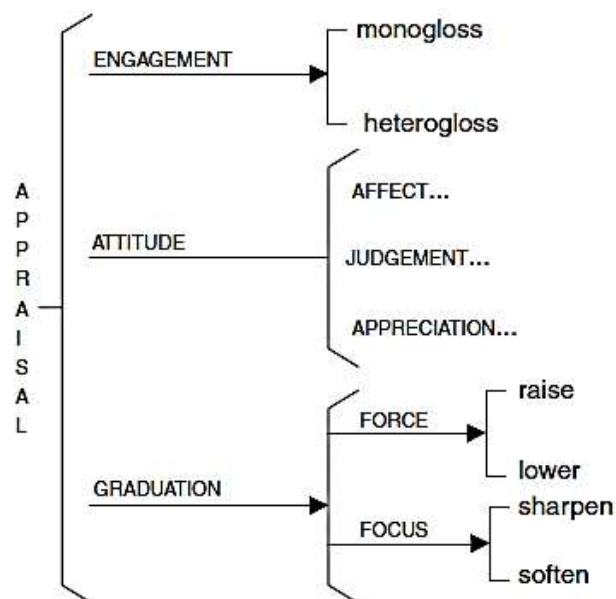 APPRAISAL
ENGAGEMENT
monogloss
heterogloss
ATTITUDE
AFFECT...
JUDGEMENT...
APPRECIATION...
GRADUATION
FORCE
raise
lower
FOCUS
sharpen
soften